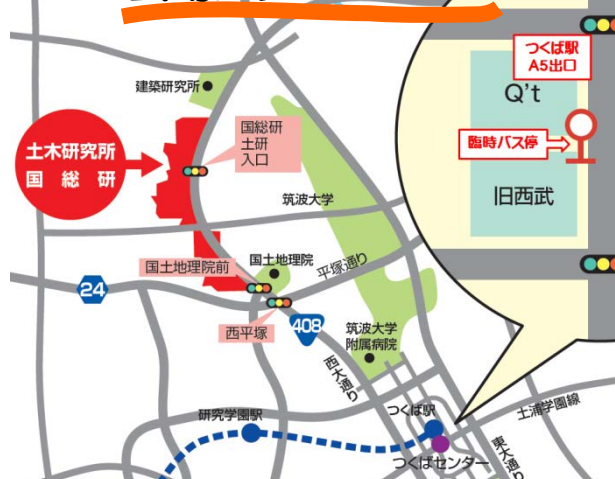 つくば駅
A5出口
Q't
臨時バス停
旧西武
建築研究所
土木研究所
国総研
国総研
土研
入口
筑波大学
国土地理院
国土地理院前
平塚通り
24
西平塚
408
筑波大学
附属病院
西大通り
研究学園駅
つくば駅
土浦学園線
つくばセンター
東大通り